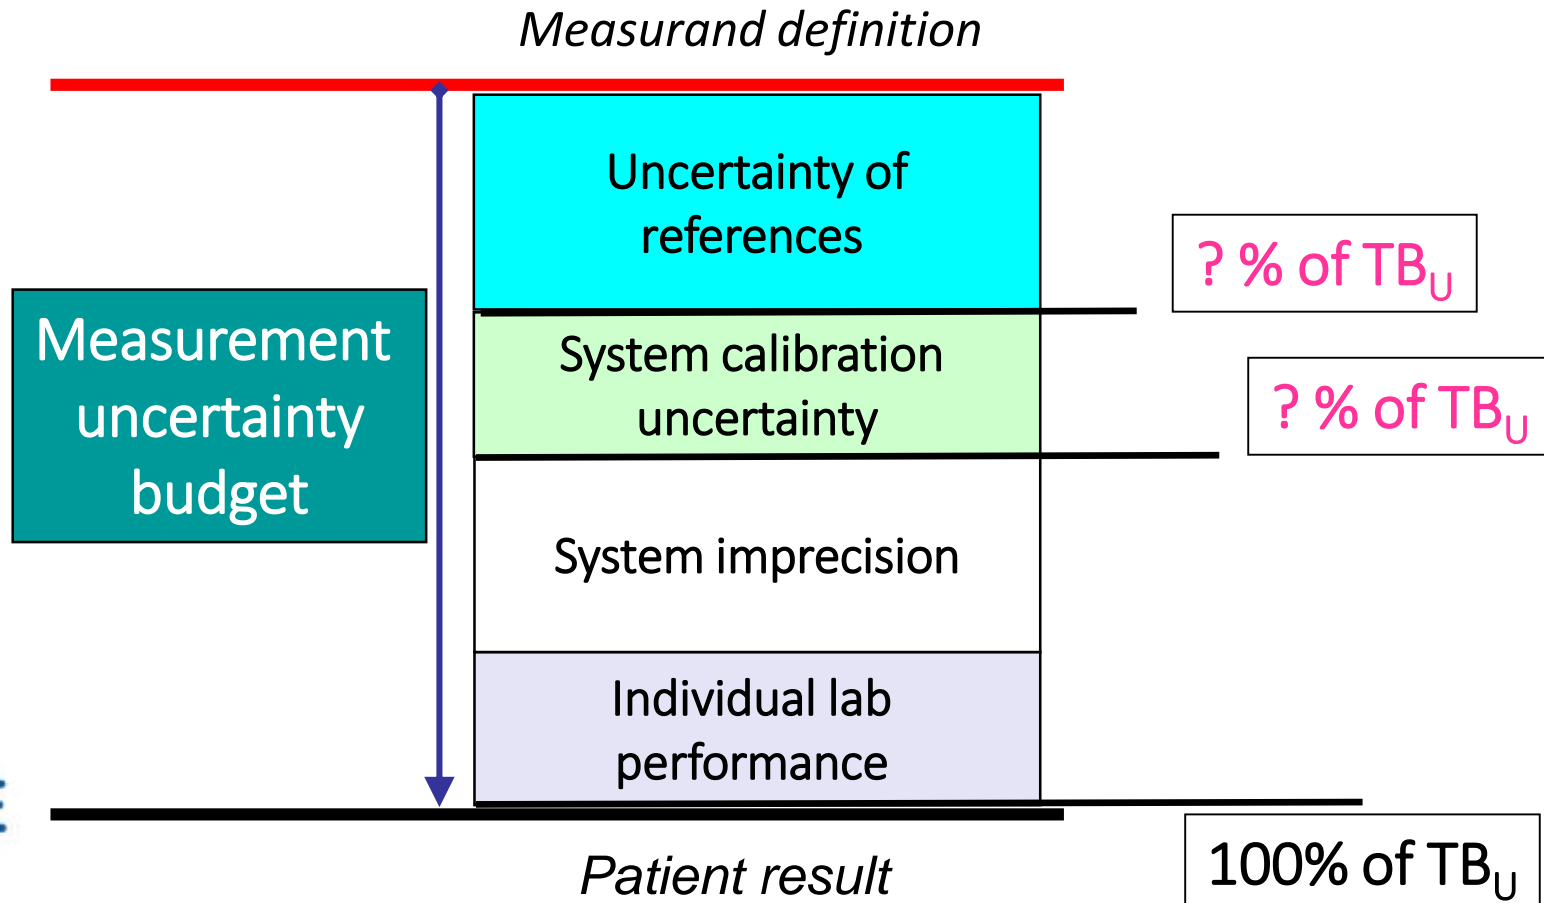 Measurand definition
Uncertainty of
references
? % of TBU
System calibration
uncertainty
? % of TBU
Measurement
uncertainty
budget
System imprecision
Individual lab
performance
100% of TBU
Patient result